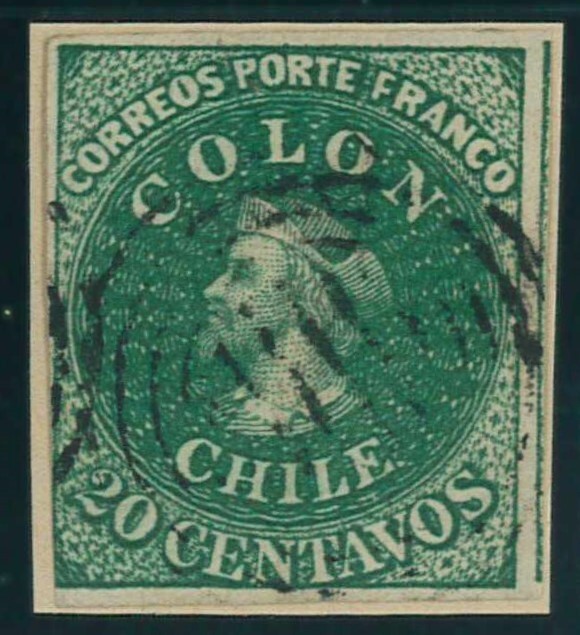 CORREOS PORTE FRANCO
COLON
CHILE
20 CENTAVOS